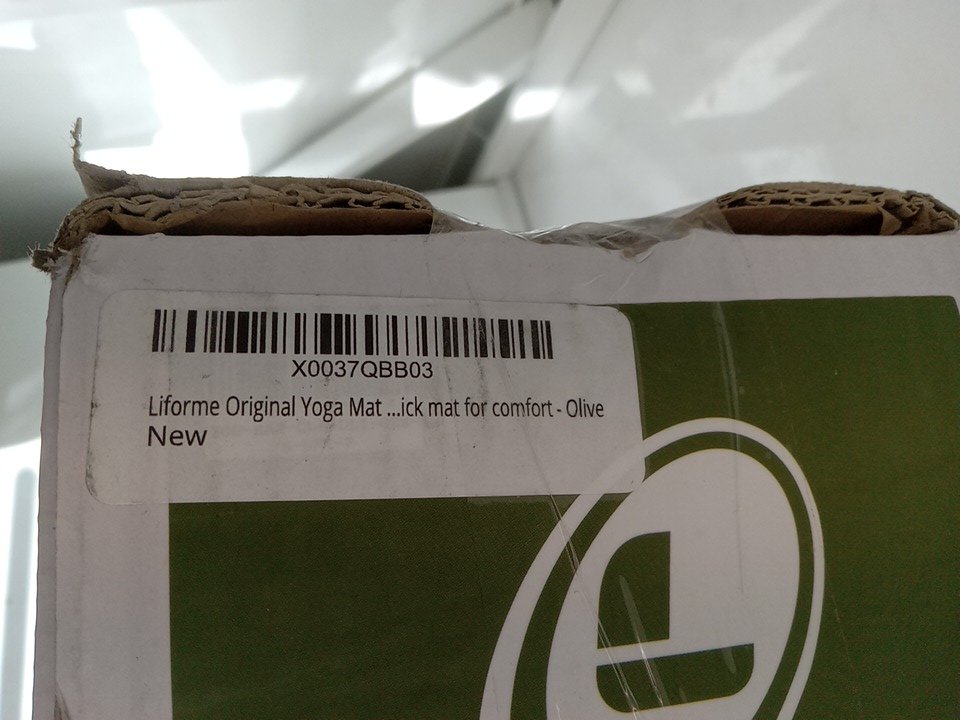 X0037QBB03
Liforme Original Yoga Mat ...ick mat for comfort - Olive
New